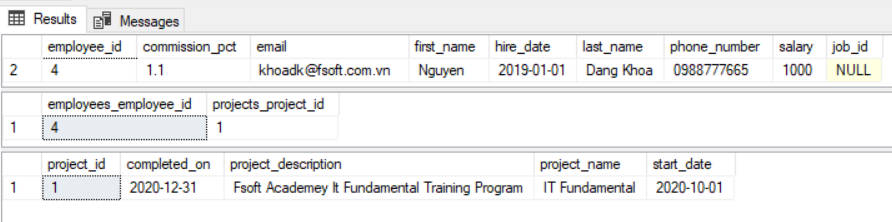 Results Messages
employee_id commission_pct email first_name hire_date last_name phone_number salary job_id
2 4 1.1 khoadk@fsoft.com.vn Nguyen 2019-01-01 Dang Khoa 0988777665 1000 NULL
employees_employee_id projects_project_id
1 4 1
project_id completed_on project_description project_name start_date
1 1 2020-12-31 Fsoft Academey It Fundamental Training Program IT Fundamental 2020-10-01